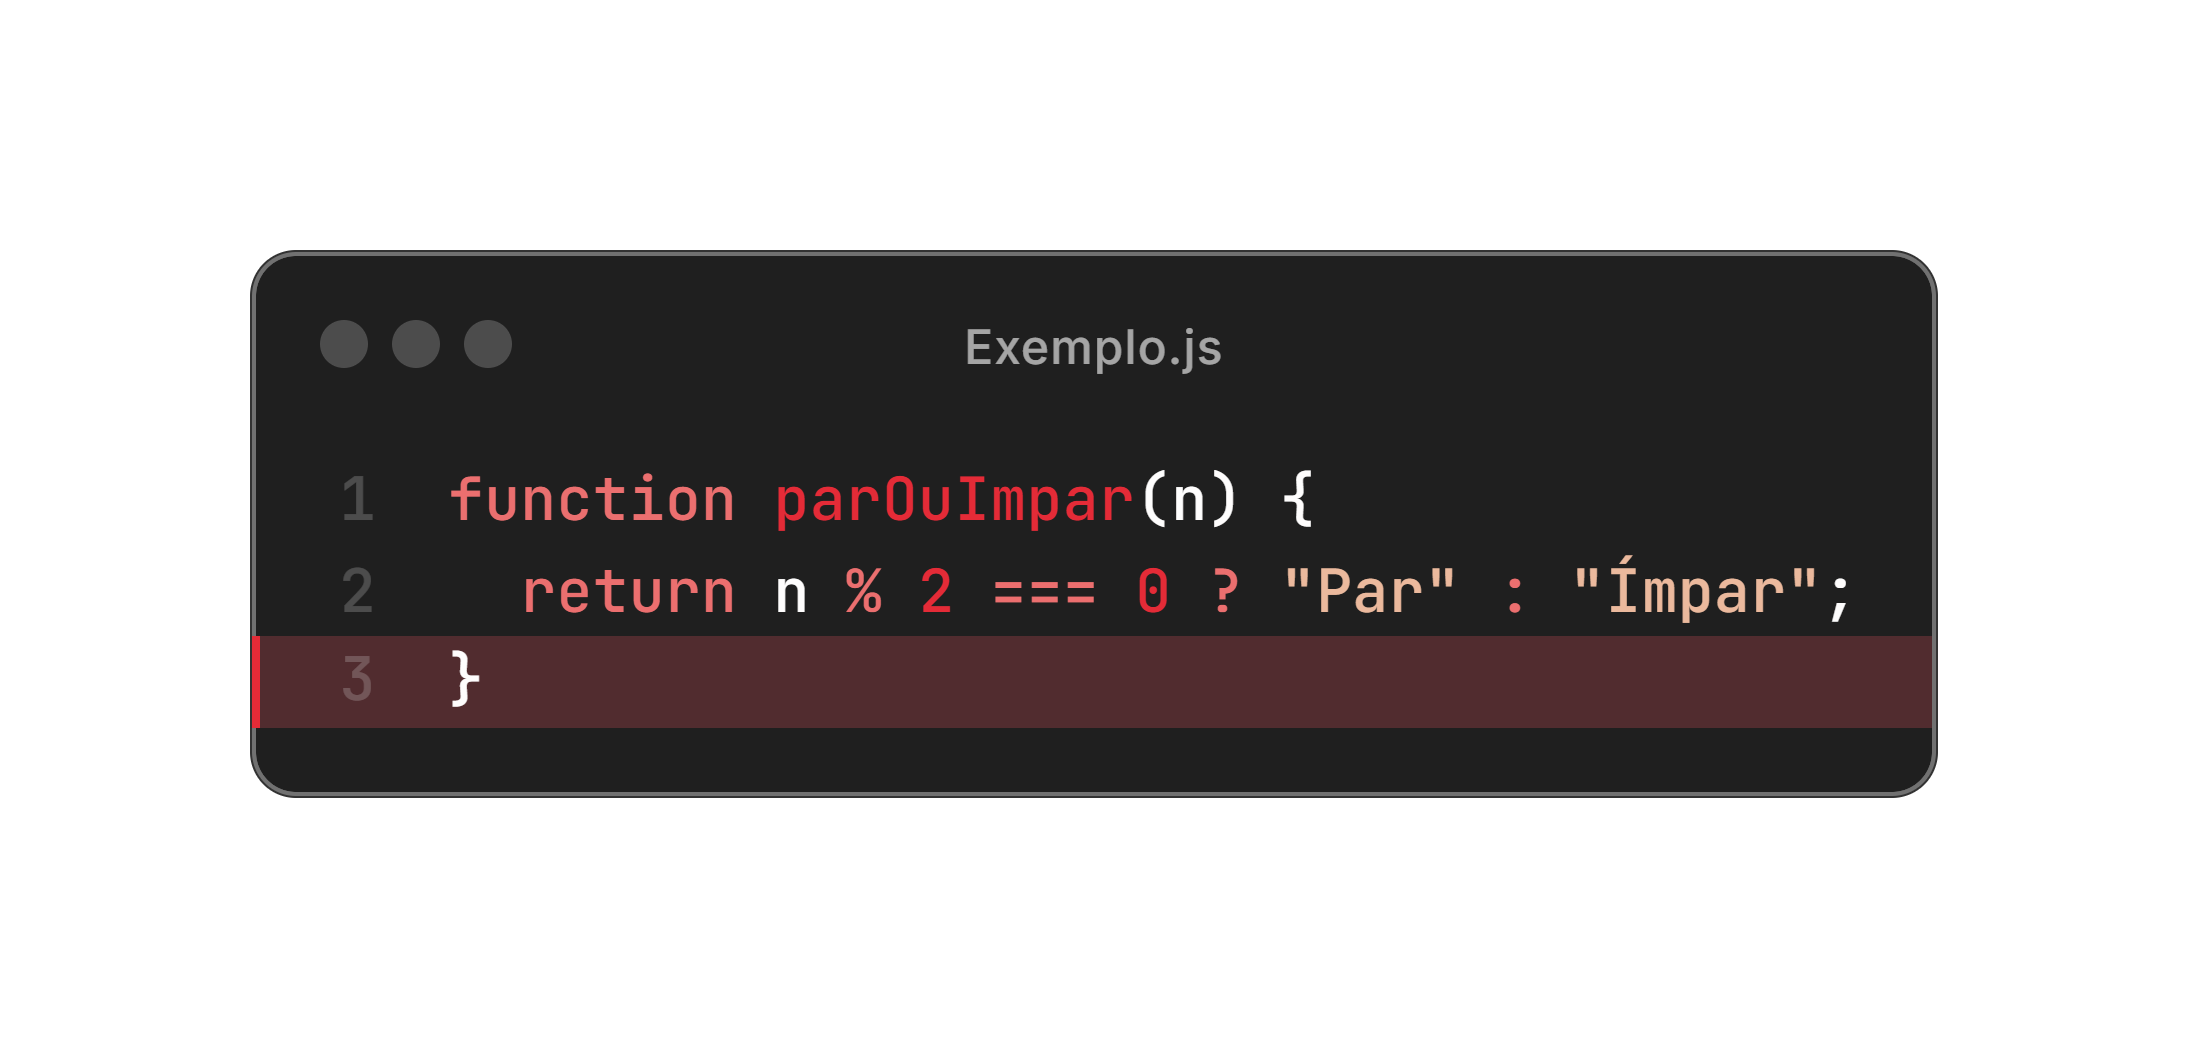 Exemplo.js
1 function parOuImpar(n) {
2   return n % 2 === 0 ? "Par" : "Ímpar";
3 }